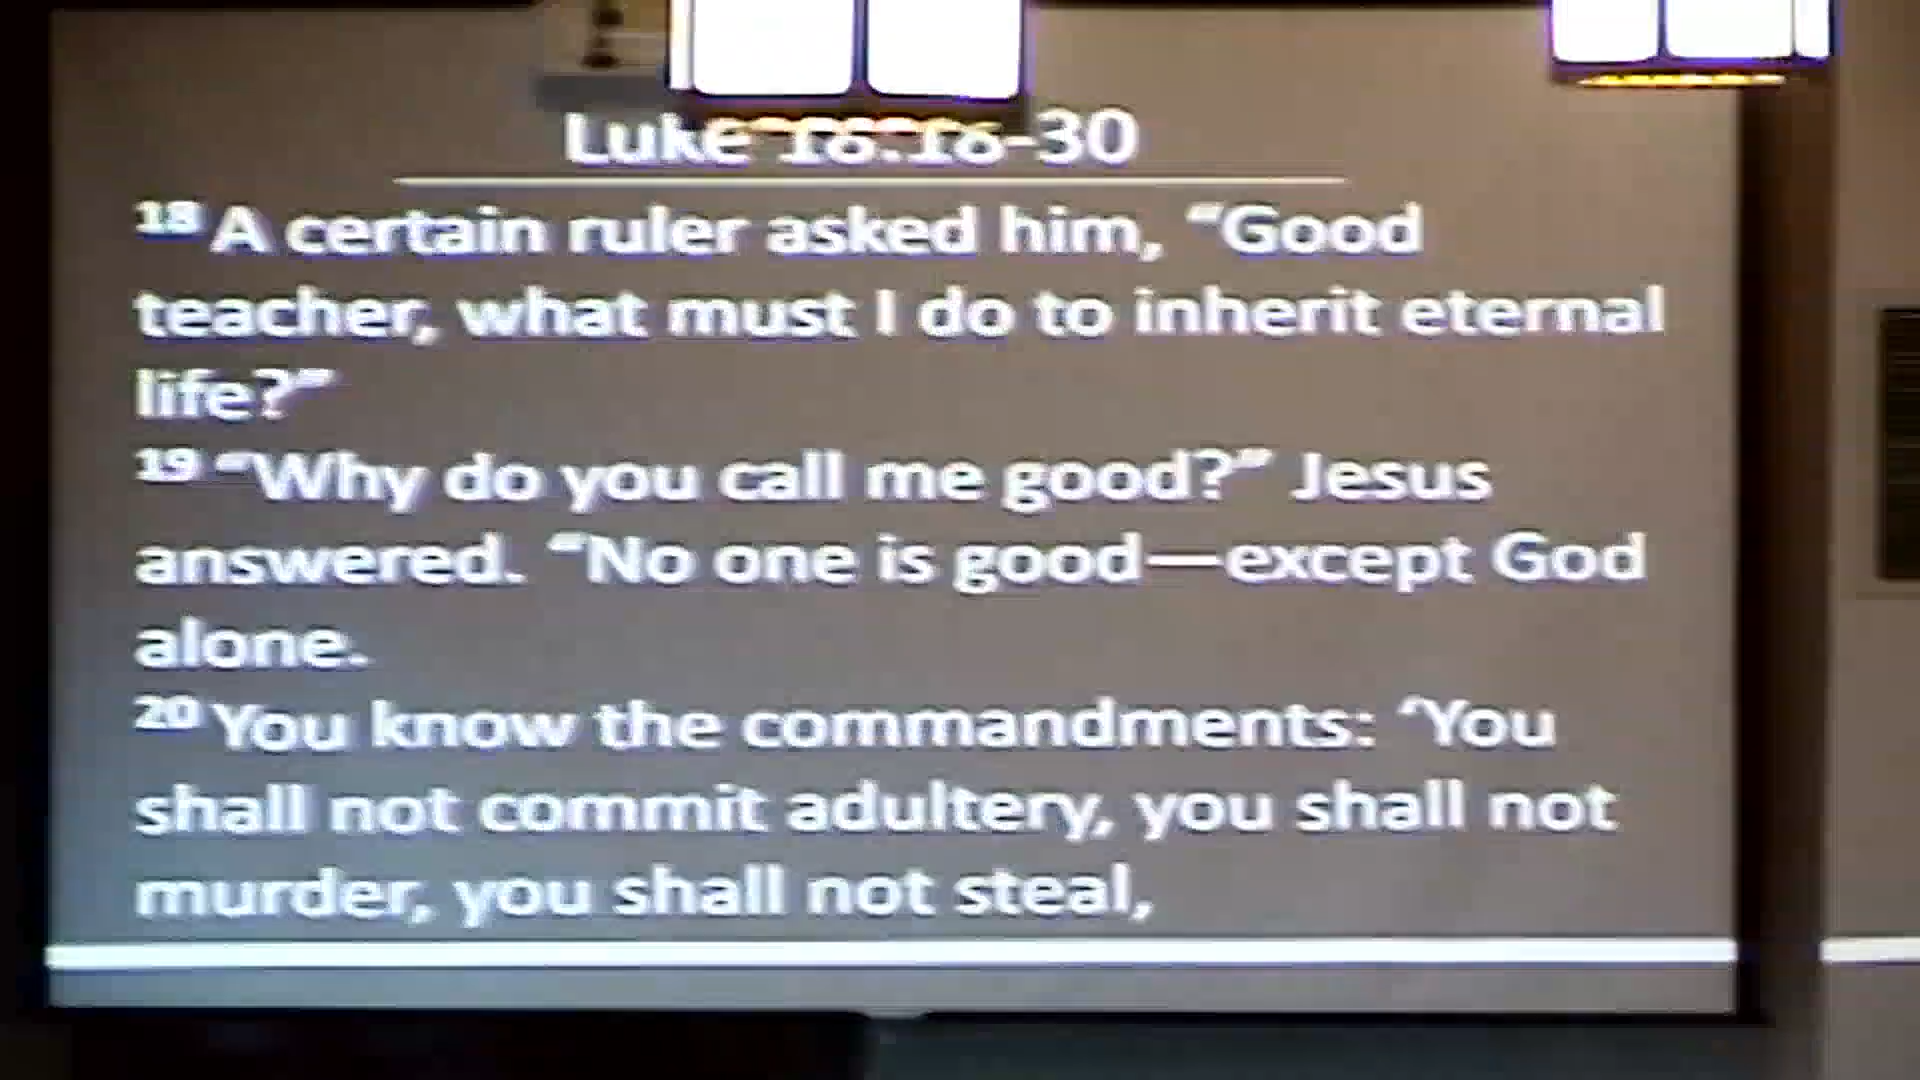 Luke 18:18-30
18 A certain ruler asked him, “Good
teacher, what must I do to inherit eternal
life?”
19 “Why do you call me good?” Jesus
answered. “No one is good—except God
alone.
20 You know the commandments: ‘You
shall not commit adultery, you shall not
murder, you shall not steal,